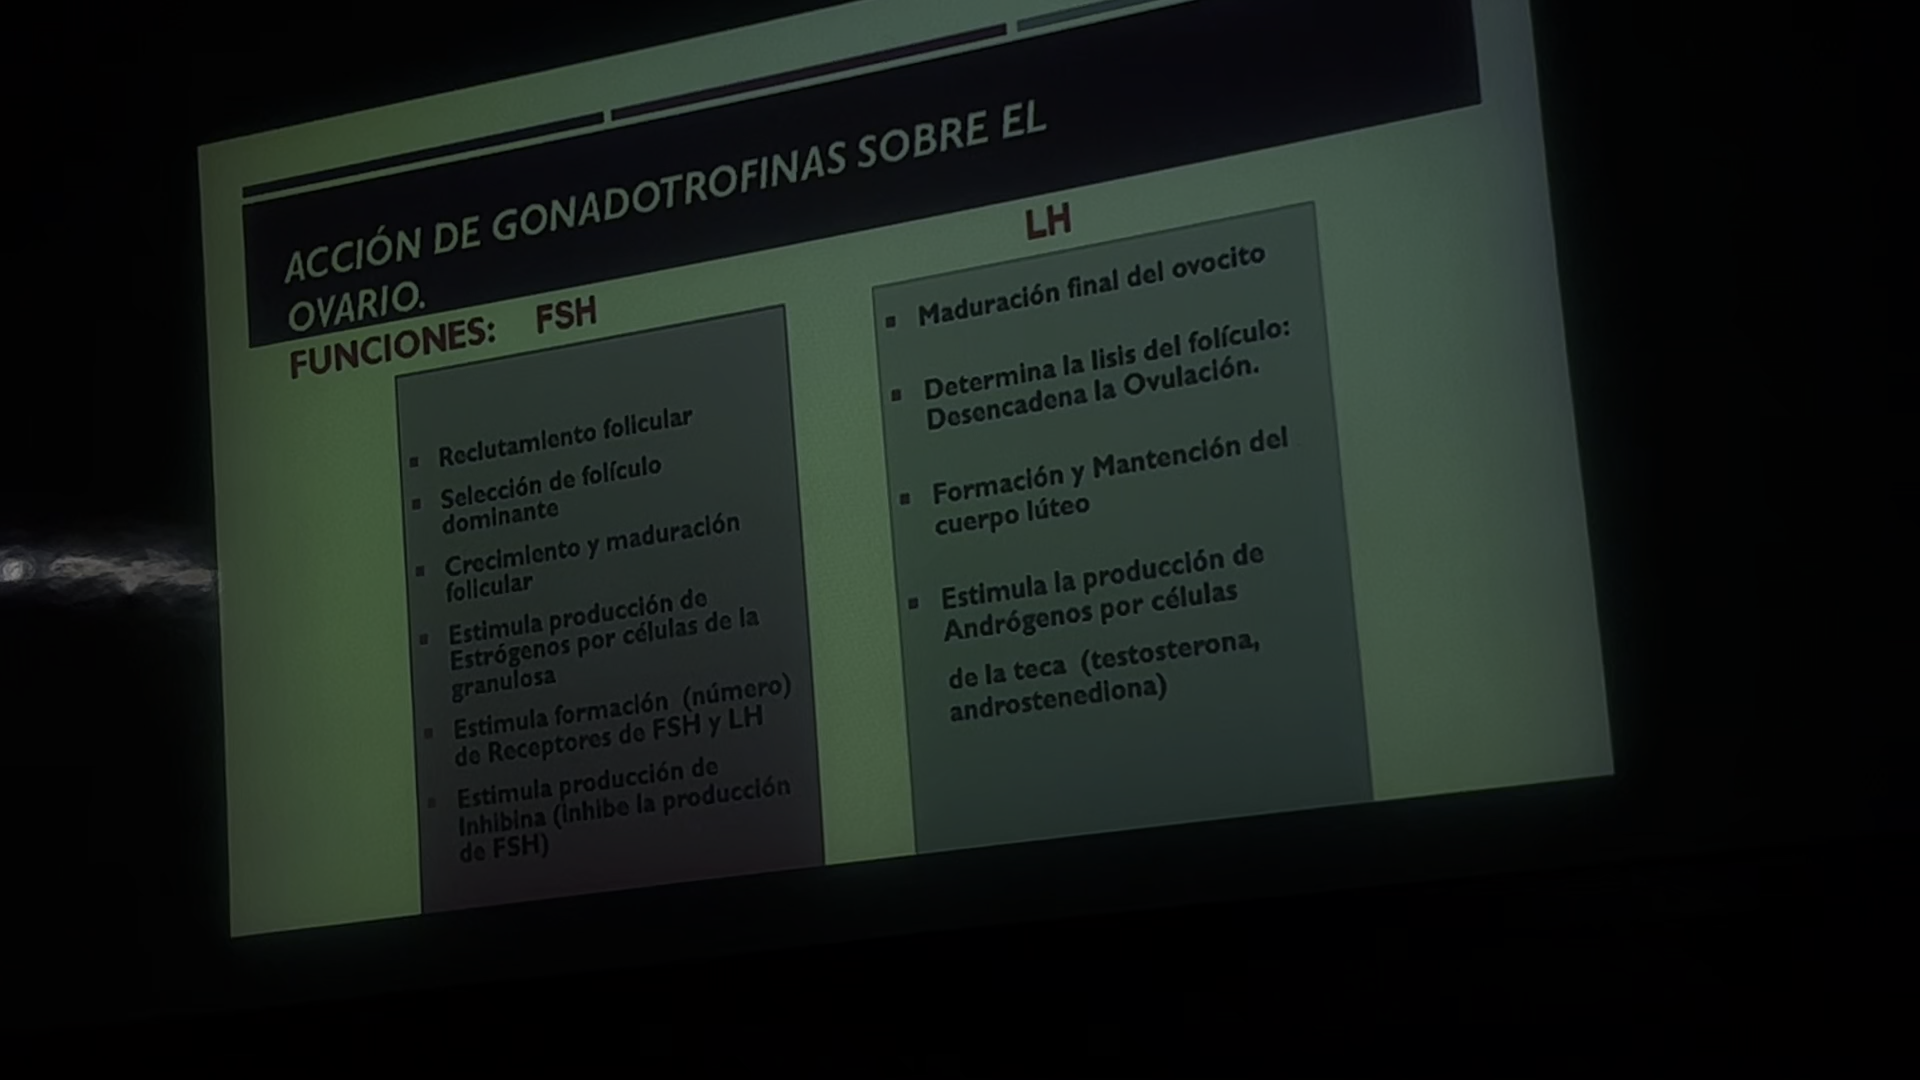 ACCIÓN DE GONADOTROFINAS SOBRE EL
OVARIO.
FUNCIONES: FSH
Reclutamiento folicular
Selección de folículo
dominante
Crecimiento y maduración
folicular
Estimula producción de
Estrógenos por células de la
granulosa
Estimula formación (número)
de Receptores de FSH y LH
Estimula producción de
Inhibina (inhibe la producción
de FSH)
LH
Maduración final del ovocito
Determina la lisis del folículo:
Desencadena la Ovulación.
Formación y Mantención del
cuerpo lúteo
Estimula la producción de
Andrógenos por células
de la teca (testosterona,
androstenediona)